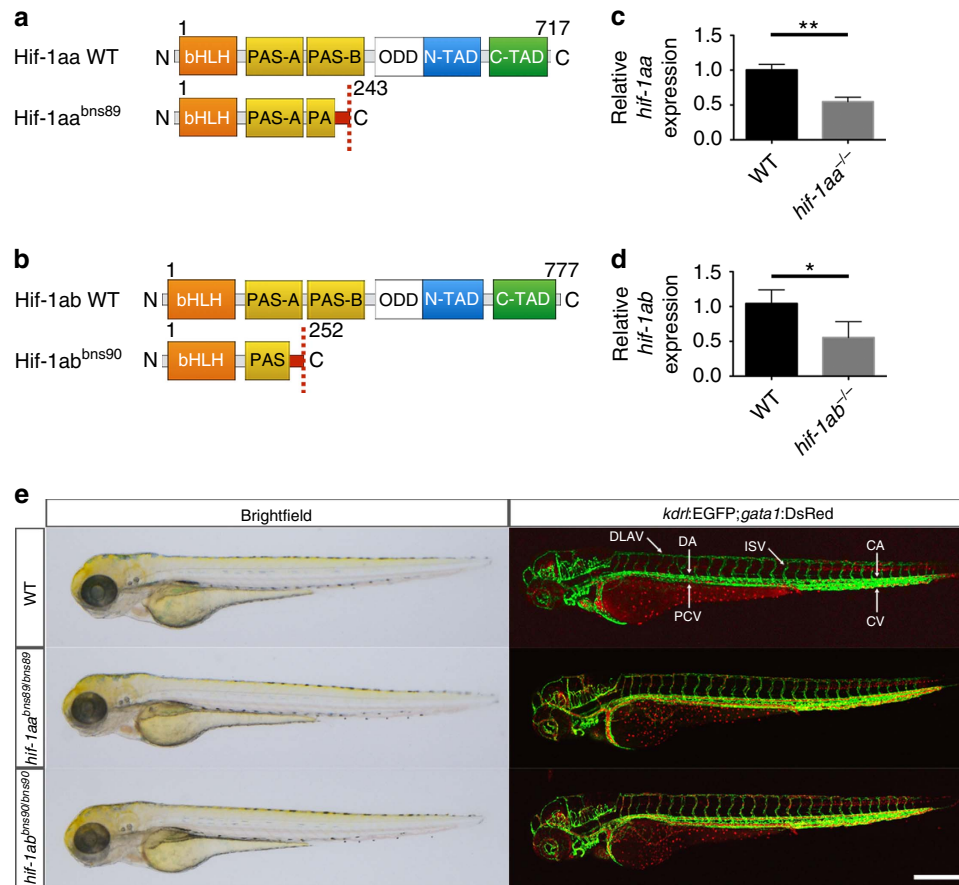 a
1
717
Hif-1aa WT
N
bHLH
PAS-A
PAS-B
ODD
N-TAD
C-TAD
C
1
243
Hif-1aa^bns89
N
bHLH
PAS-A
PA
C
b
1
777
Hif-1ab WT
N
bHLH
PAS-A
PAS-B
ODD
N-TAD
C-TAD
C
1
252
Hif-1ab^bns90
N
bHLH
PAS
C
c
**
Relative
hif-1aa
expression
1.5
1.0
0.5
0.0
WT
hif-1aa^–/–
d
*
Relative
hif-1ab
expression
1.5
1.0
0.5
0.0
WT
hif-1ab^–/–
e
Brightfield
kdrl:EGFP;gata1:DsRed
WT
DLAV
DA
ISV
CA
PCV
CV
hif-1aa^bns89/bns89
hif-1ab^bns90/bns90